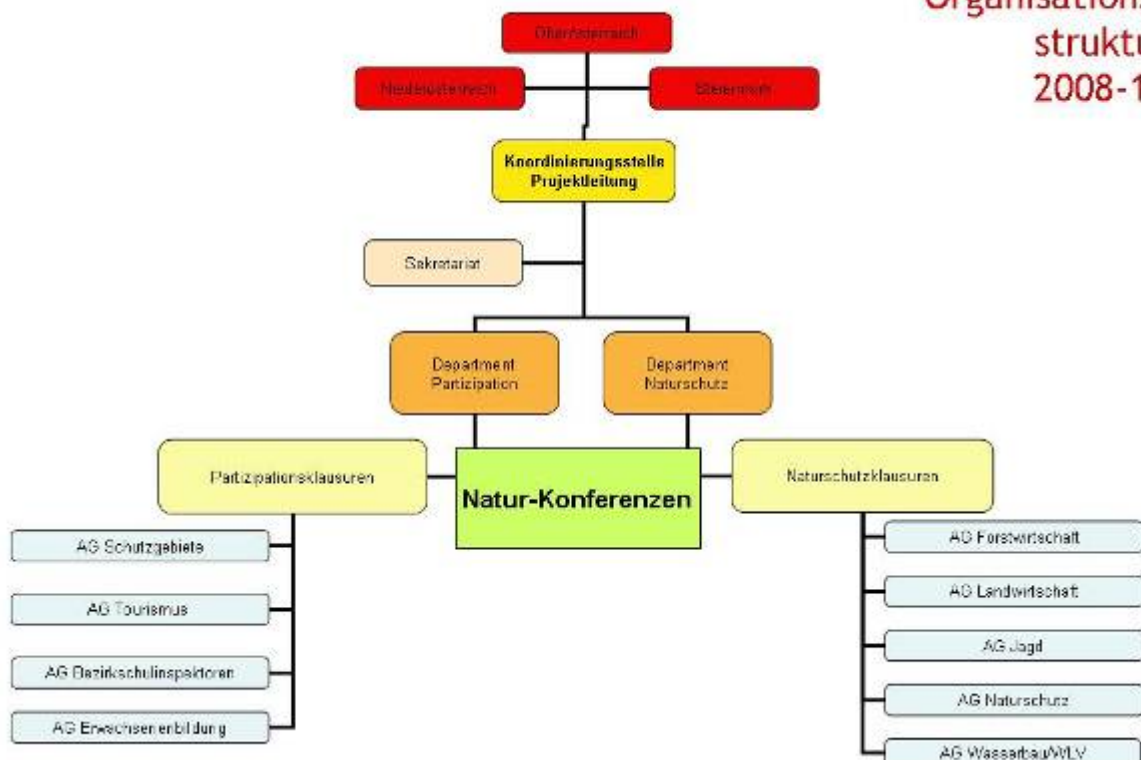 Organisations
struktu
2008-1
Oberösterreich
Niederösterreich
Steiermark
Koordinierungsstelle
Projektleitung
Sekretariat
Department
Partizipation
Department
Naturschutz
Partizipationsklausuren
Natur-Konferenzen
Naturschutzklausuren
AG Schutzgebiete
AG Tourismus
AG Bezirkschulinspektoren
AG Erwachsenenbildung
AG Forstwirtschaft
AG Landwirtschaft
AG Jagd
AG Naturschutz
AG Wasserbau/WLV